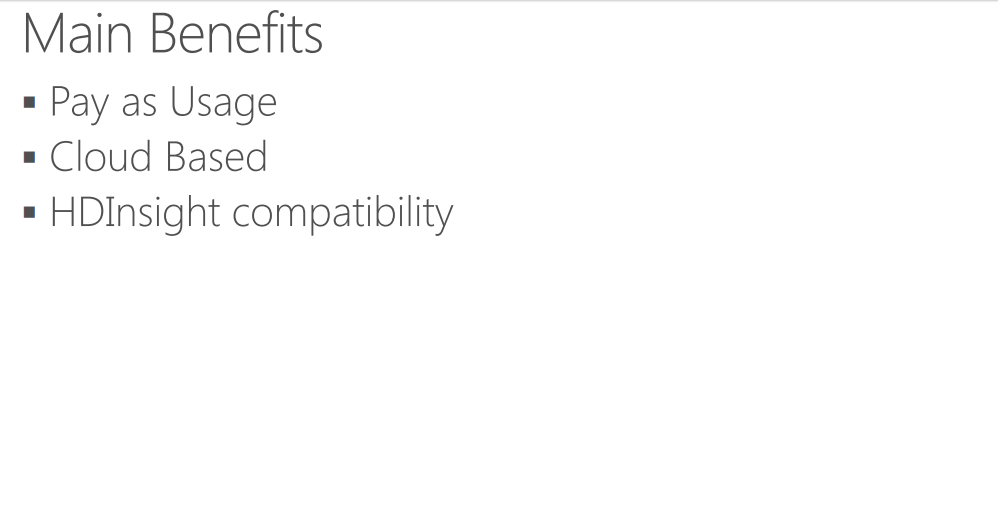 Main Benefits
▪ Pay as Usage
▪ Cloud Based
▪ HDInsight compatibility